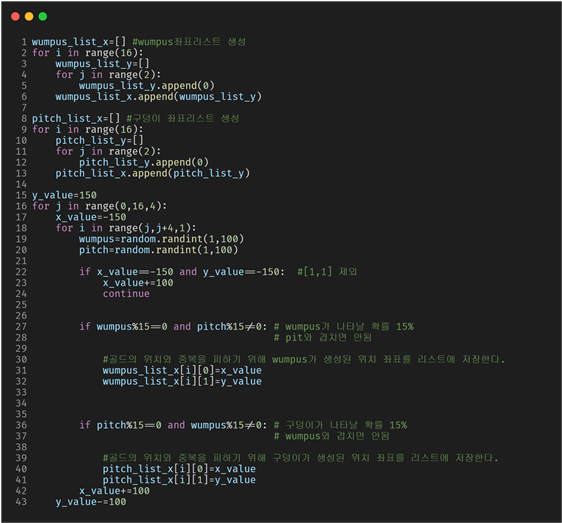 1 wumpus_list_x=[] #wumpus좌표리스트 생성
2 for i in range(16):
3     wumpus_list_y=[]
4     for j in range(2):
5         wumpus_list_y.append(0)
6     wumpus_list_x.append(wumpus_list_y)
7
8 pitch_list_x=[] #구덩이 좌표리스트 생성
9 for i in range(16):
10     pitch_list_y=[]
11     for j in range(2):
12         pitch_list_y.append(0)
13     pitch_list_x.append(pitch_list_y)
14
15 y_value=150
16 for j in range(0,16,4):
17     x_value=-150
18     for i in range(j,j+4,1):
19         wumpus=random.randint(1,100)
20         pitch=random.randint(1,100)
21
22         if x_value==-150 and y_value==-150:  #[1,1] 제외
23             x_value+=100
24             continue
25
26
27         if wumpus%15==0 and pitch%15≠0: # wumpus가 나타날 확률 15%
28                                         # pit와 겹치면 안됨
29
30             #골드의 위치와 중복을 피하기 위해 wumpus가 생성된 위치 좌표를 리스트에 저장한다.
31             wumpus_list_x[i][0]=x_value
32             wumpus_list_x[i][1]=y_value
33
34
35
36         if pitch%15==0 and wumpus%15≠0: # 구덩이가 나타날 확률 15%
37                                         # wumpus와 겹치면 안됨
38
39             #골드의 위치와 중복을 피하기 위해 구덩이가 생성된 위치 좌표를 리스트에 저장한다.
40             pitch_list_x[i][0]=x_value
41             pitch_list_x[i][1]=y_value
42         x_value+=100
43     y_value-=100